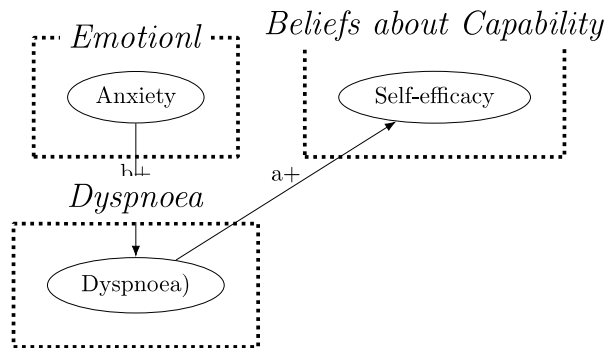 Emotionl
Beliefs about Capability
Anxiety
Self-efficacy
b+
a+
Dyspnoea
Dyspnoea)